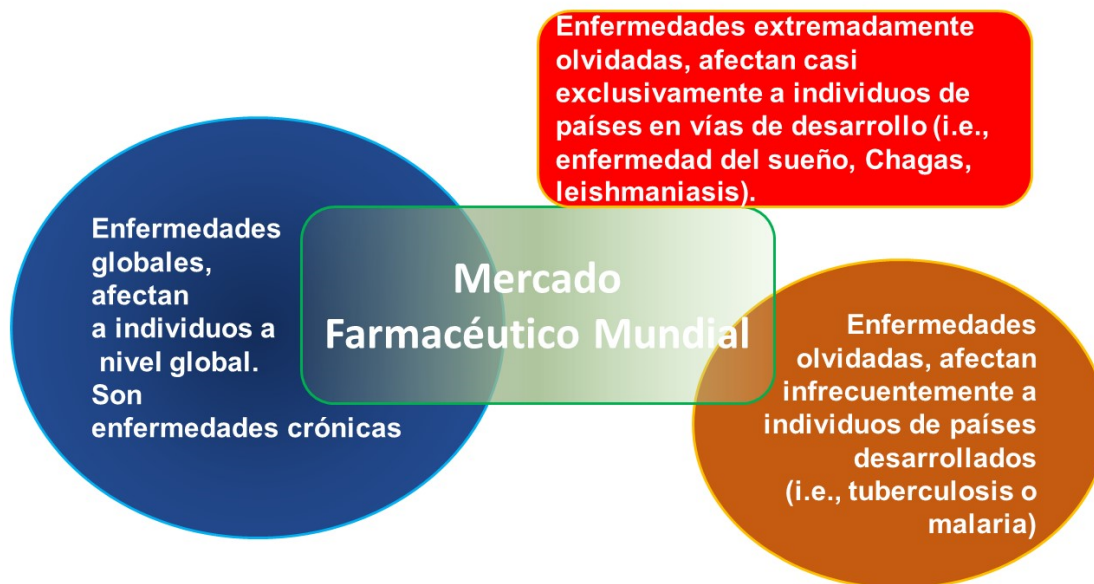 Enfermedades extremadamente
olvidadas, afectan casi
exclusivamente a individuos de
países en vías de desarrollo (i.e.,
enfermedad del sueño, Chagas,
leishmaniasis).
Enfermedades
globales,
afectan
a individuos a
nivel global.
Son
enfermedades crónicas
Mercado
Farmacéutico Mundial
Enfermedades
olvidadas, afectan
infrecuentemente a
individuos de países
desarrollados
(i.e., tuberculosis o
malaria)